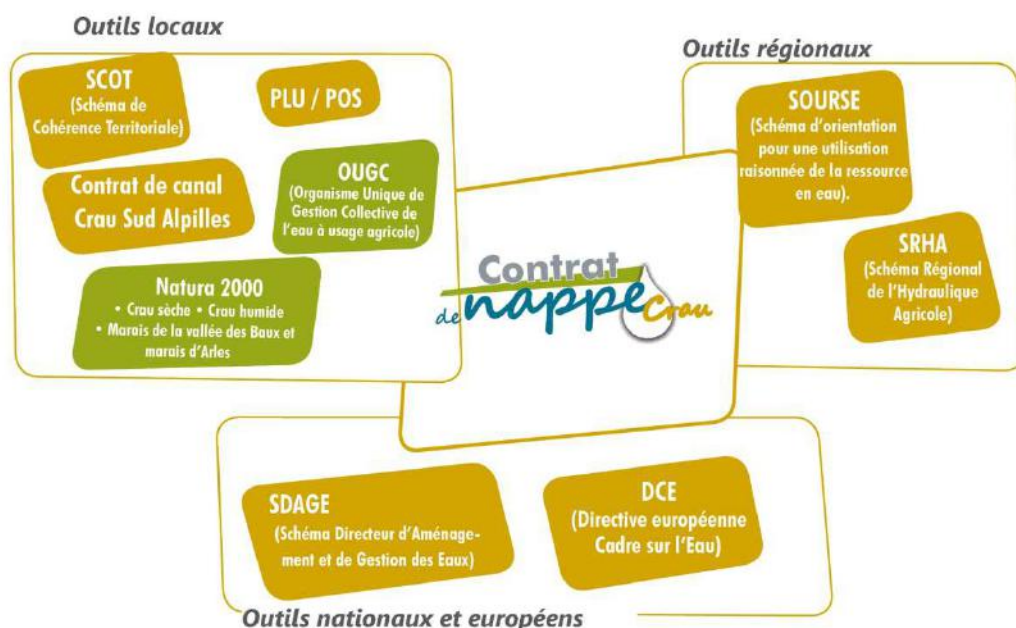 Outils locaux
SCOT
(Schéma de
Cohérence Territoriale)
PLU / POS
Contrat de canal
Crau Sud Alpilles
OUGC
(Organisme Unique de
Gestion Collective de
l'eau à usage agricole)
Natura 2000
• Crau sèche • Crau humide
• Marais de la vallée des Baux et
marais d'Arles
Contrat
de nappe Crau
Outils régionaux
SOURSE
(Schéma d'orientation
pour une utilisation
raisonnée de la ressource
en eau).
SRHA
(Schéma Régional
de l'Hydraulique
Agricole)
SDAGE
(Schéma Directeur d'Aménage-
ment et de Gestion des Eaux)
DCE
(Directive européenne
Cadre sur l'Eau)
Outils nationaux et européens